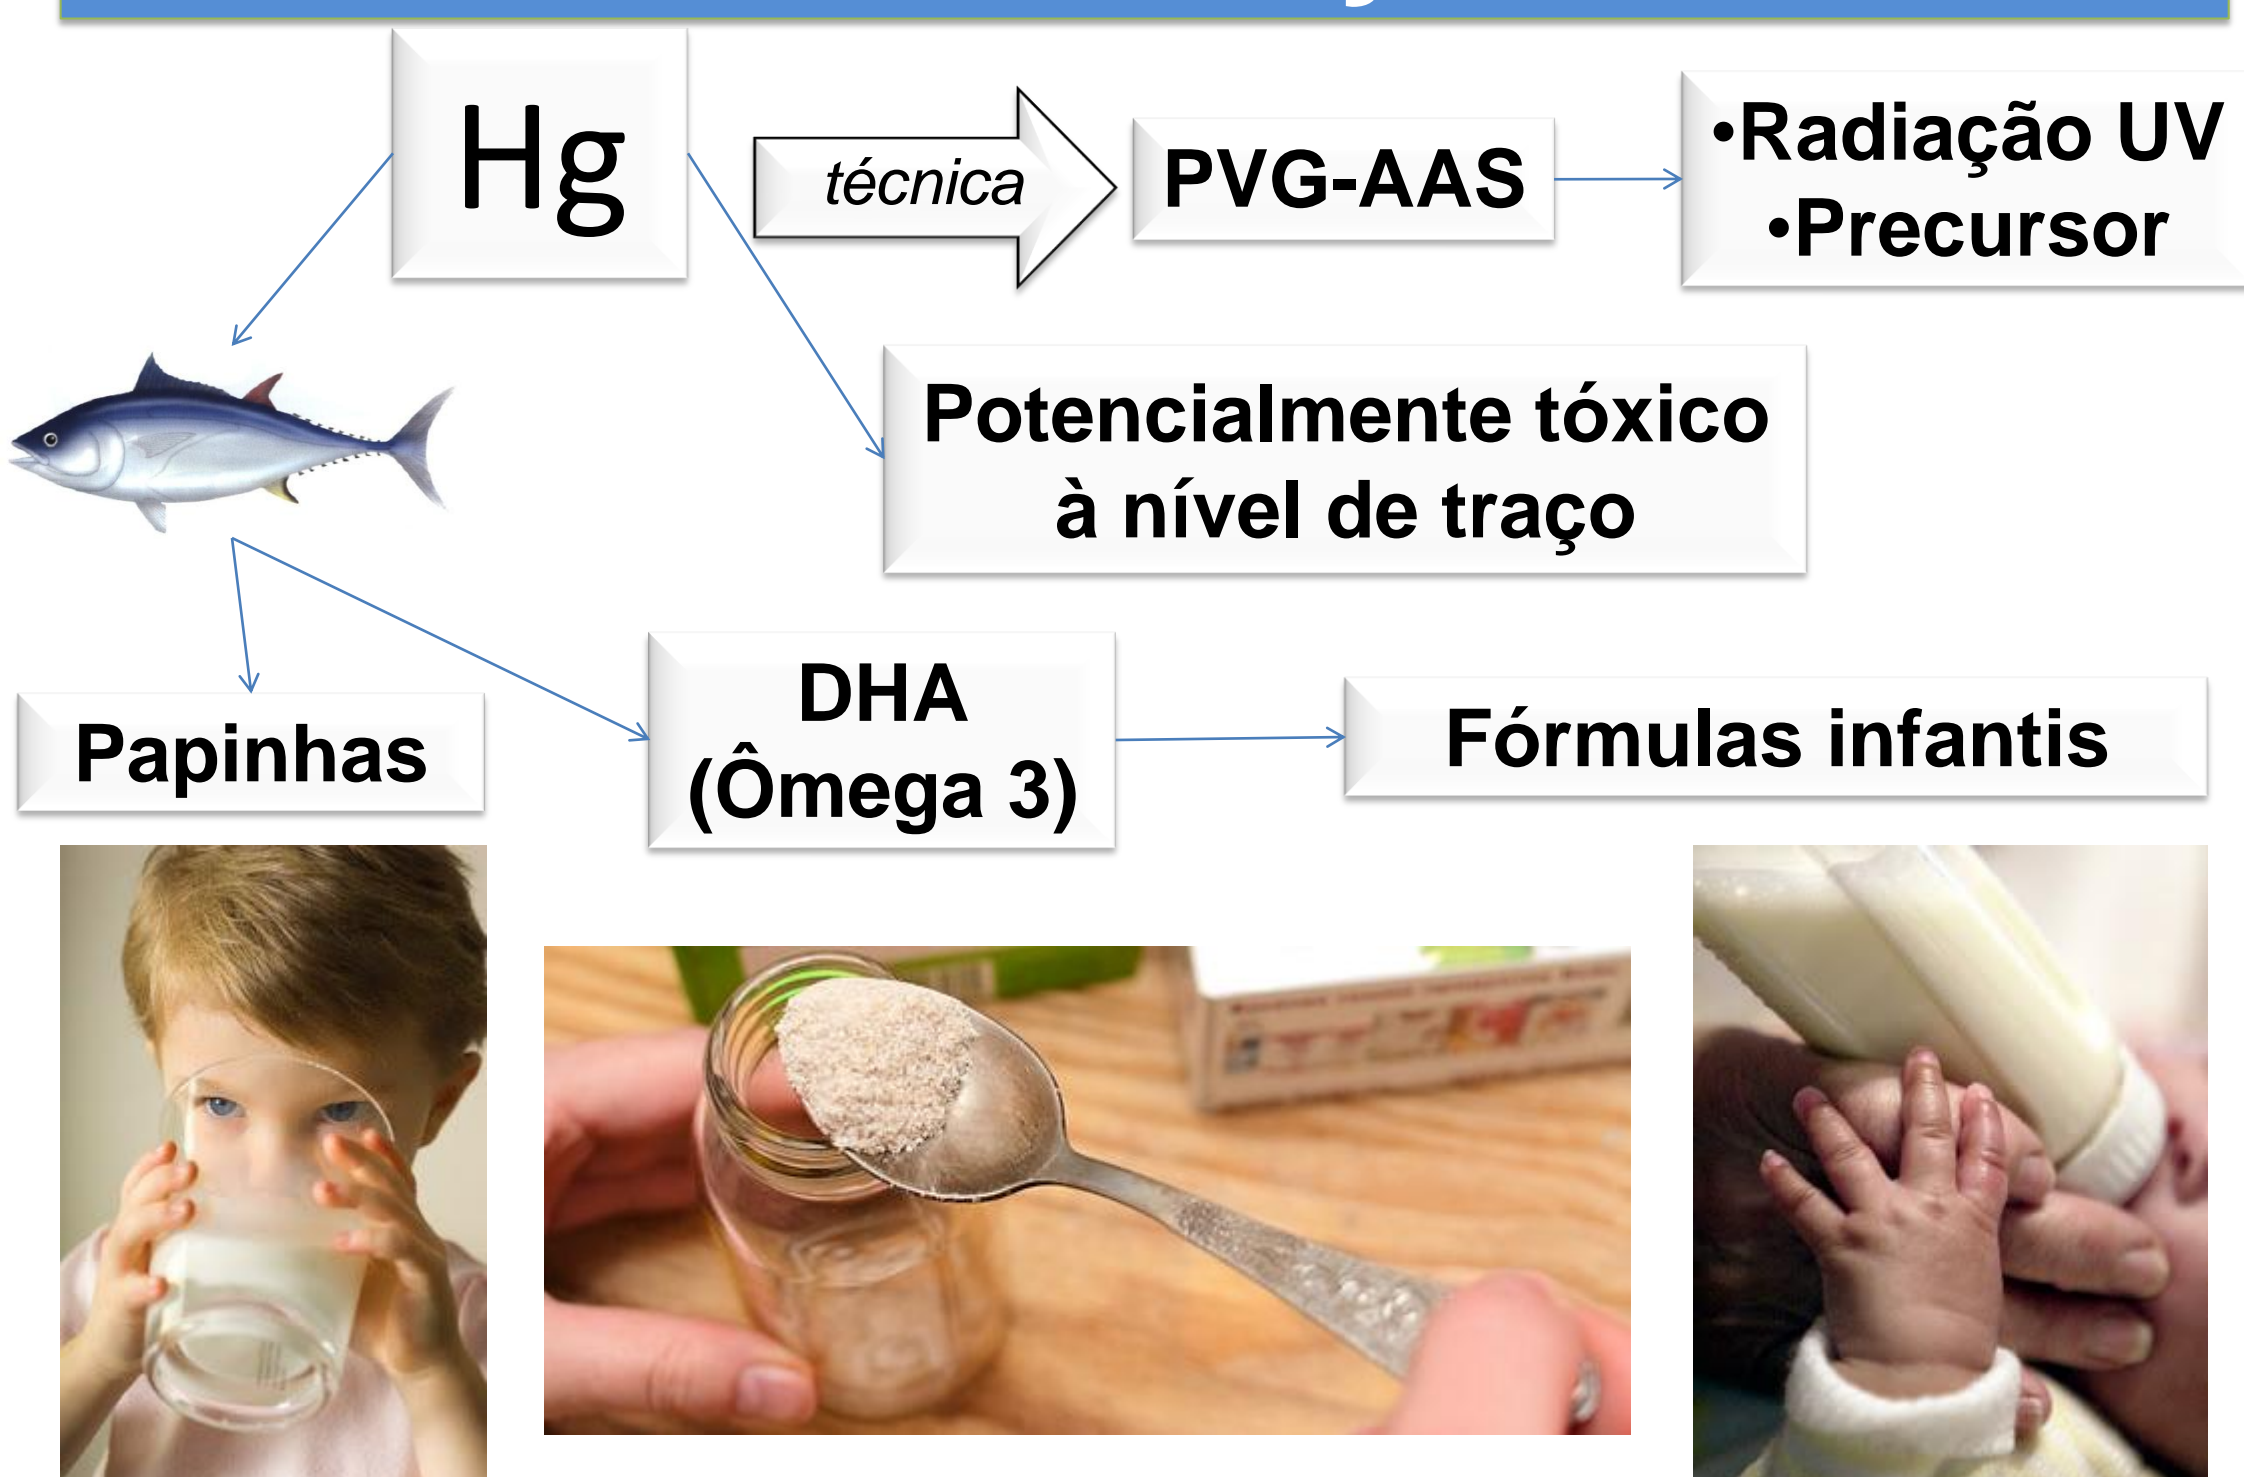 Hg
técnica
PVG-AAS
•Radiação UV
•Precursor
Potencialmente tóxico
à nível de traço
Papinhas
DHA
(Ômega 3)
Fórmulas infantis